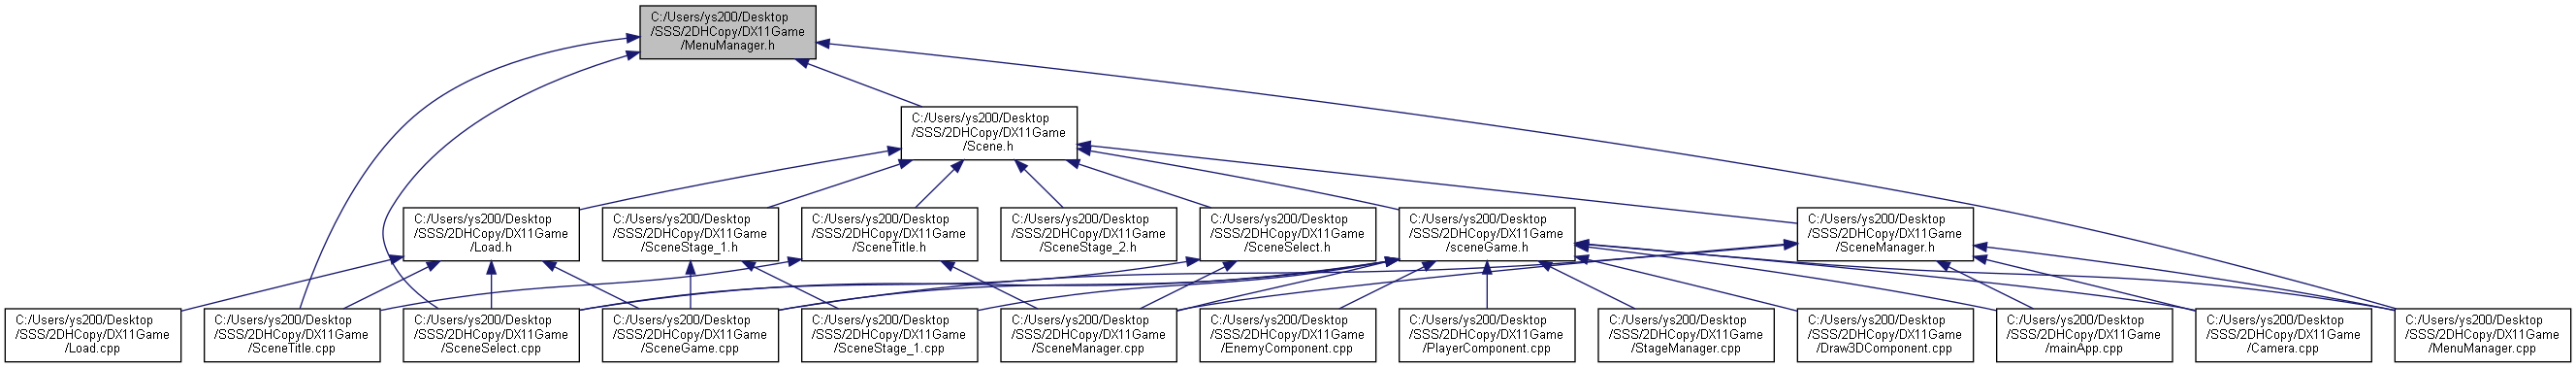 C:/Users/ys200/Desktop
/SSS/2DHCopy/DX11Game
/MenuManager.h
C:/Users/ys200/Desktop
/SSS/2DHCopy/DX11Game
/Scene.h
C:/Users/ys200/Desktop
/SSS/2DHCopy/DX11Game
/Load.h
C:/Users/ys200/Desktop
/SSS/2DHCopy/DX11Game
/SceneStage_1.h
C:/Users/ys200/Desktop
/SSS/2DHCopy/DX11Game
/SceneTitle.h
C:/Users/ys200/Desktop
/SSS/2DHCopy/DX11Game
/SceneStage_2.h
C:/Users/ys200/Desktop
/SSS/2DHCopy/DX11Game
/SceneSelect.h
C:/Users/ys200/Desktop
/SSS/2DHCopy/DX11Game
/sceneGame.h
C:/Users/ys200/Desktop
/SSS/2DHCopy/DX11Game
/SceneManager.h
C:/Users/ys200/Desktop
/SSS/2DHCopy/DX11Game
/Load.cpp
C:/Users/ys200/Desktop
/SSS/2DHCopy/DX11Game
/SceneTitle.cpp
C:/Users/ys200/Desktop
/SSS/2DHCopy/DX11Game
/SceneSelect.cpp
C:/Users/ys200/Desktop
/SSS/2DHCopy/DX11Game
/SceneGame.cpp
C:/Users/ys200/Desktop
/SSS/2DHCopy/DX11Game
/SceneStage_1.cpp
C:/Users/ys200/Desktop
/SSS/2DHCopy/DX11Game
/SceneManager.cpp
C:/Users/ys200/Desktop
/SSS/2DHCopy/DX11Game
/EnemyComponent.cpp
C:/Users/ys200/Desktop
/SSS/2DHCopy/DX11Game
/PlayerComponent.cpp
C:/Users/ys200/Desktop
/SSS/2DHCopy/DX11Game
/StageManager.cpp
C:/Users/ys200/Desktop
/SSS/2DHCopy/DX11Game
/Draw3DComponent.cpp
C:/Users/ys200/Desktop
/SSS/2DHCopy/DX11Game
/mainApp.cpp
C:/Users/ys200/Desktop
/SSS/2DHCopy/DX11Game
/Camera.cpp
C:/Users/ys200/Desktop
/SSS/2DHCopy/DX11Game
/MenuManager.cpp